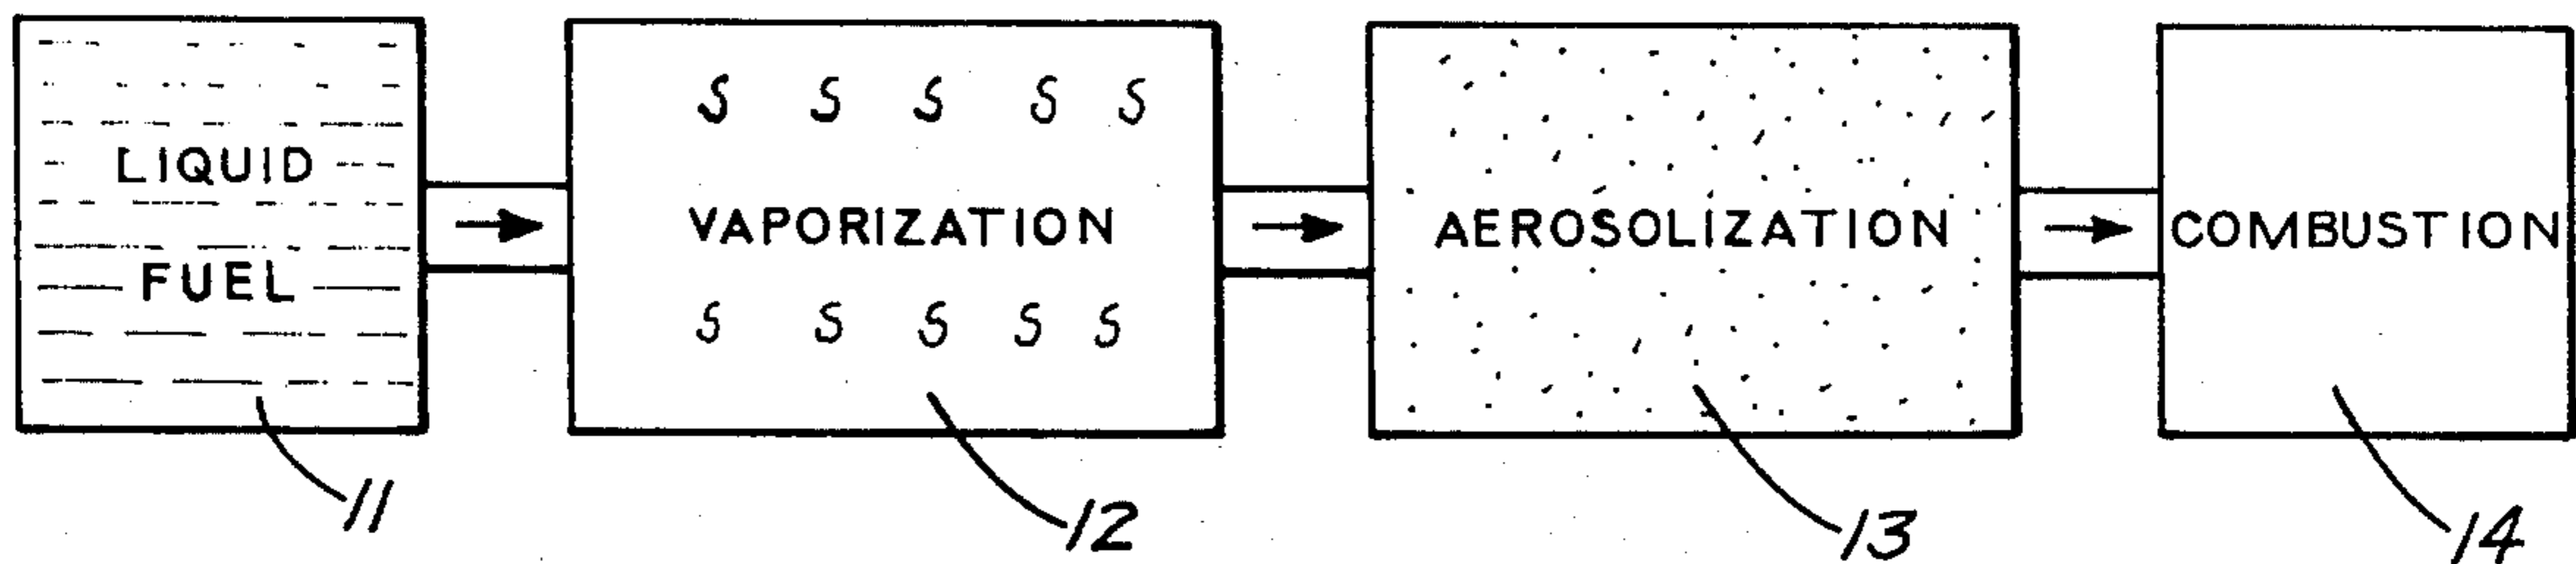 LIQUID
FUEL
S S S S S
VAPORIZATION
S S S S S
AEROSOLIZATION
COMBUSTION
11
12
13
14